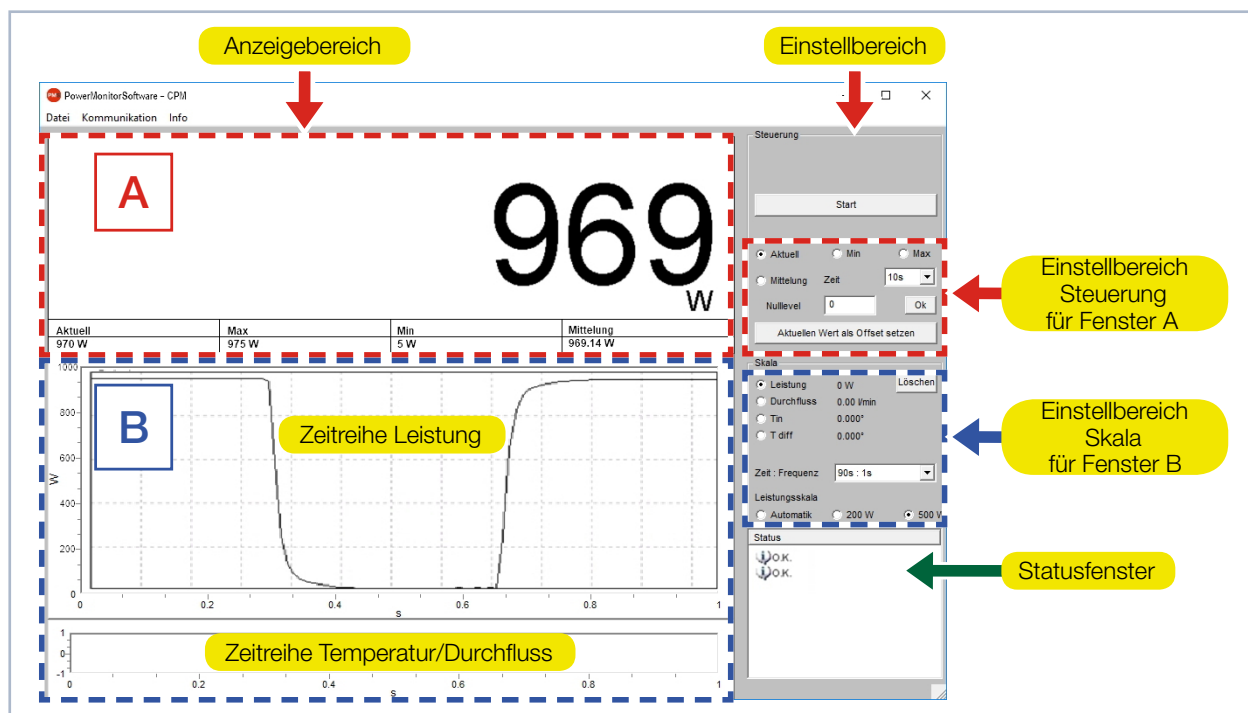 Anzeigebereich
Einstellbereich
PM PowerMonitorSoftware – CPM
Datei Kommunikation Info
A
969
W
Aktuell Max Min Mittelung
970 W 975 W 5 W 969.14 W
Steuerung
Start
Aktuell Min Max
Mittelung Zeit 10s
Nulllevel 0 Ok
Aktuellen Wert als Offset setzen
Einstellbereich
Steuerung
für Fenster A
B
Zeitreihe Leistung
1000
800
600
400
200
0
W
0 0.2 0.4 0.6 0.8 1
s
Zeitreihe Temperatur/Durchfluss
1
0
-1
0 0.2 0.4 0.6 0.8 1
s
Skala
Leistung 0 W Löschen
Durchfluss 0.00 l/min
Tin 0.000°
T diff 0.000°
Zeit : Frequenz 90s : 1s
Leistungsskala
Automatik 200 W 500 W
Einstellbereich
Skala
für Fenster B
Status
O.K.
O.K.
Statusfenster